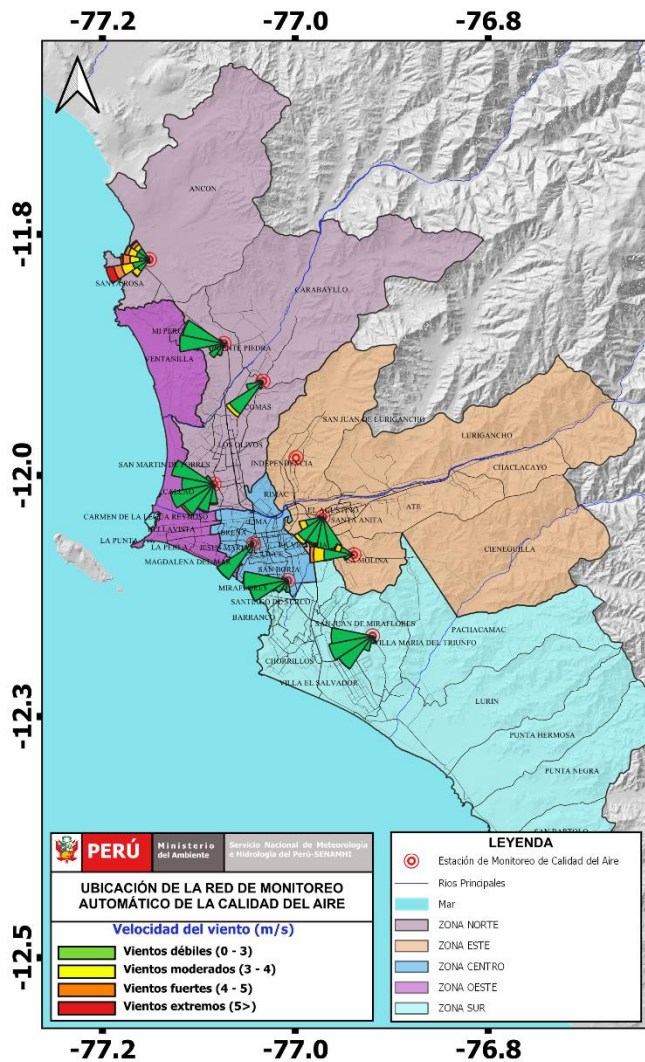 -77.2 -77.0 -76.8
-11.8
-12.0
-12.3
-12.5
ANCON
SANTA ROSA
CARABAYLLO
MI PERU
VENTANILLA
PUENTE PIEDRA
COMAS
SAN JUAN DE LURIGANCHO
LOS OLIVOS
LURIGANCHO
INDEPENDENCIA
CHACLACAYO
SAN MARTIN DE PORRES
RIMAC
CALLAO
ATE
EL AGUSTINO
SANTA ANITA
CARMEN DE LA LEGUA REYNOSO
LIMA
BELLAVISTA
BREÑA
LA PUNTA
LA PERLA
JESUS MARIA
LA MOLINA
CIENEGUILLA
MAGDALENA DEL MAR
SAN BORJA
MIRAFLORES
SANTIAGO DE SURCO
BARRANCO
SAN JUAN DE MIRAFLORES
PACHACAMAC
VILLA MARIA DEL TRIUNFO
CHORRILLOS
VILLA EL SALVADOR
LURIN
PUNTA HERMOSA
PUNTA NEGRA
SAN BARTOLO
PERÚ
Ministerio
del Ambiente
Servicio Nacional de Meteorología
e Hidrología del Perú-SENAMHI
UBICACIÓN DE LA RED DE MONITOREO
AUTOMÁTICO DE LA CALIDAD DEL AIRE
Velocidad del viento (m/s)
Vientos débiles (0 - 3)
Vientos moderados (3 - 4)
Vientos fuertes (4 - 5)
Vientos extremos (5>)
LEYENDA
Estación de Monitoreo de Calidad del Aire
Rios Principales
Mar
ZONA NORTE
ZONA ESTE
ZONA CENTRO
ZONA OESTE
ZONA SUR
-77.2 -77.0 -76.8